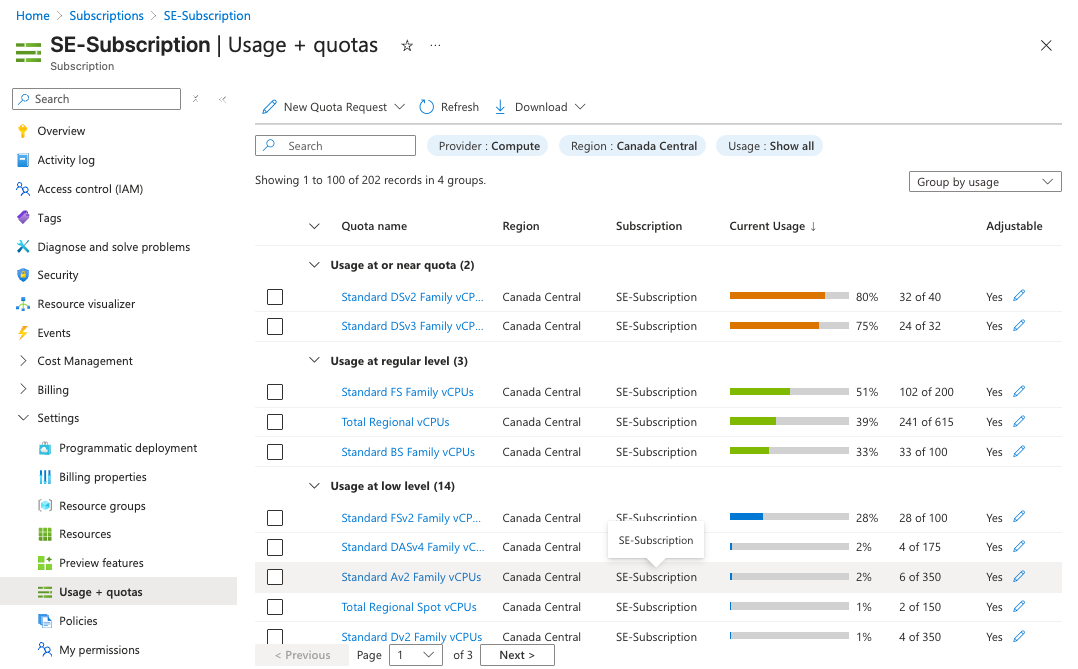 Home > Subscriptions > SE-Subscription
SE-Subscription | Usage + quotas ☆ ...
Subscription
Search
Overview
Activity log
Access control (IAM)
Tags
Diagnose and solve problems
Security
Resource visualizer
Events
Cost Management
Billing
Settings
Programmatic deployment
Billing properties
Resource groups
Resources
Preview features
Usage + quotas
Policies
My permissions
New Quota Request Refresh Download
Search Provider : Compute Region : Canada Central Usage : Show all
Showing 1 to 100 of 202 records in 4 groups.
Group by usage
Quota name Region Subscription Current Usage ↓ Adjustable
Usage at or near quota (2)
Standard DSv2 Family vCP... Canada Central SE-Subscription 80% 32 of 40 Yes
Standard DSv3 Family vCP... Canada Central SE-Subscription 75% 24 of 32 Yes
Usage at regular level (3)
Standard FS Family vCPUs Canada Central SE-Subscription 51% 102 of 200 Yes
Total Regional vCPUs Canada Central SE-Subscription 39% 241 of 615 Yes
Standard BS Family vCPUs Canada Central SE-Subscription 33% 33 of 100 Yes
Usage at low level (14)
Standard FSv2 Family vCP... Canada Central SE-Subscription 28% 28 of 100 Yes
SE-Subscription
Standard DASv4 Family vC... Canada Central 2% 4 of 175 Yes
Standard Av2 Family vCPUs Canada Central SE-Subscription 2% 6 of 350 Yes
Total Regional Spot vCPUs Canada Central SE-Subscription 1% 2 of 150 Yes
Standard Dv2 Family vCPUs Canada Central SE-Subscription 1% 4 of 350 Yes
< Previous Page 1 of 3 Next >